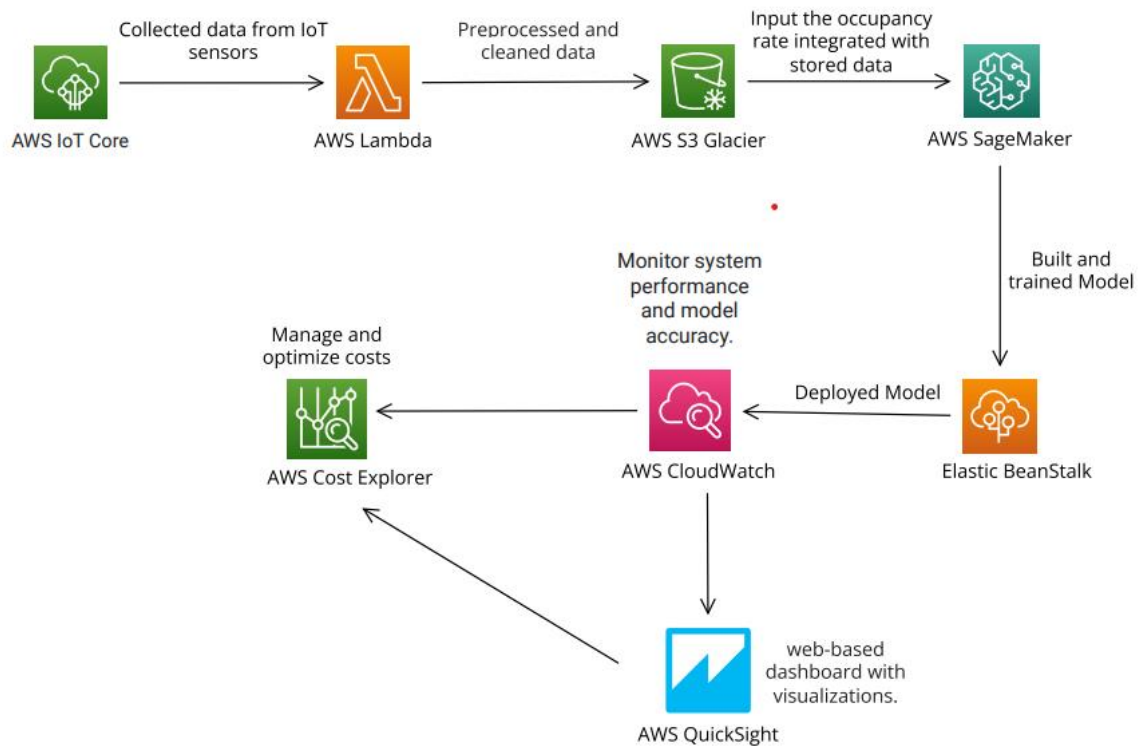 Collected data from IoT
sensors
Preprocessed and
cleaned data
Input the occupancy
rate integrated with
stored data
AWS IoT Core
AWS Lambda
AWS S3 Glacier
AWS SageMaker
Built and
trained Model
Monitor system
performance
and model
accuracy.
Manage and
optimize costs
Deployed Model
AWS Cost Explorer
AWS CloudWatch
Elastic BeanStalk
web-based
dashboard with
visualizations.
AWS QuickSight